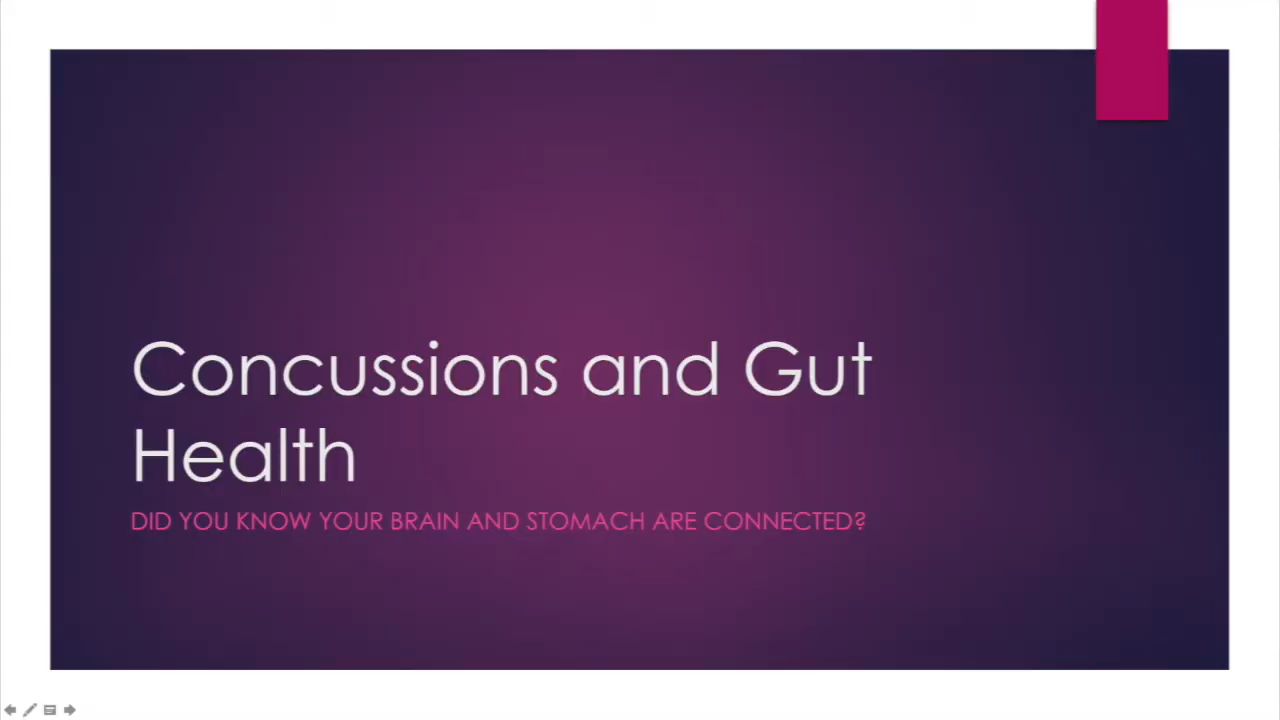 Concussions and Gut
Health
DID YOU KNOW YOUR BRAIN AND STOMACH ARE CONNECTED?